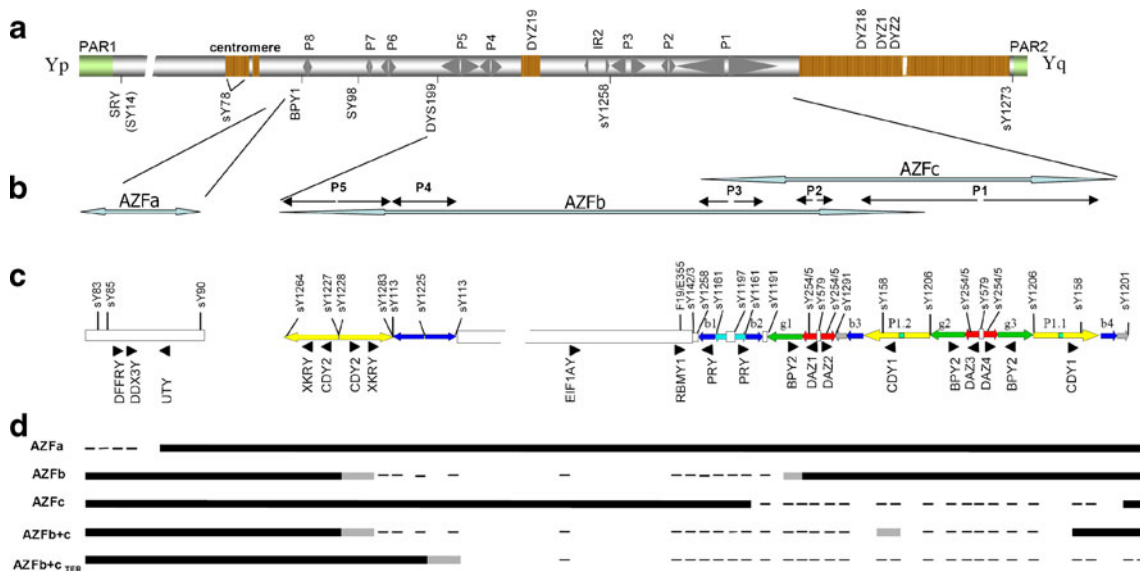 a
PAR1
centromere
P8
P7
P6
P5
P4
DYZ19
IR2
P3
P2
P1
DYZ18
DYZ1
DYZ2
PAR2
Yp
Yq
SRY
(SY14)
sY78
BPY1
SY98
DYS199
sY1258
sY1273
b
AZFa
P5
P4
AZFb
P3
P2
AZFc
P1
c
sY83
sY85
sY90
sY1264
sY1227
sY1228
sY1283
sY113
sY1225
sY113
F19/E355
sY142/3
sY1258
sY1161
sY1197
sY1161
sY1191
sY254/5
sY579
sY254/5
sY1291
sY158
sY1206
sY254/5
sY579
sY254/5
sY1206
sY158
sY1201
b1
b2
g1
b3
P1.2
g2
g3
P1.1
b4
DFFRY
DDX3Y
UTY
XKRY
CDY2
CDY2
XKRY
EIF1AY
RBMY1
PRY
PRY
BPY2
DAZ1
DAZ2
CDY1
BPY2
DAZ3
DAZ4
BPY2
CDY1
d
AZFa
AZFb
AZFc
AZFb+c
AZFb+c TER